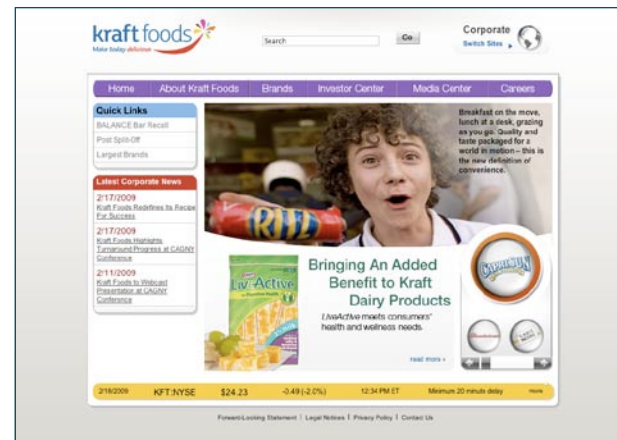 kraft foods
Make today delicious
Search
Go
Corporate
Switch Sites
Home
About Kraft Foods
Brands
Investor Center
Media Center
Careers
Quick Links
BALANCE Bar Recall
Post Split-Off
Largest Brands
Latest Corporate News
2/17/2009
Kraft Foods Redefines Its Recipe
For Success
2/17/2009
Kraft Foods Highlights
Turnaround Progress at CAGNY
Conference
2/11/2009
Kraft Foods to Webcast
Presentation at CAGNY
Conference
RITZ
Breakfast on the move,
lunch at a desk, grazing
as you go. Quality and
taste packaged for a
world in motion – this is
the new definition of
convenience.
LiveActive
Bringing An Added
Benefit to Kraft
Dairy Products
LiveActive meets consumers'
health and wellness needs.
read more
CAPRI SUN
2/18/2009
KFT:NYSE
$24.23
-0.49 (-2.0%)
12:34 PM ET
Minimum 20 minute delay
more
Forward-Looking Statement | Legal Notices | Privacy Policy | Contact Us